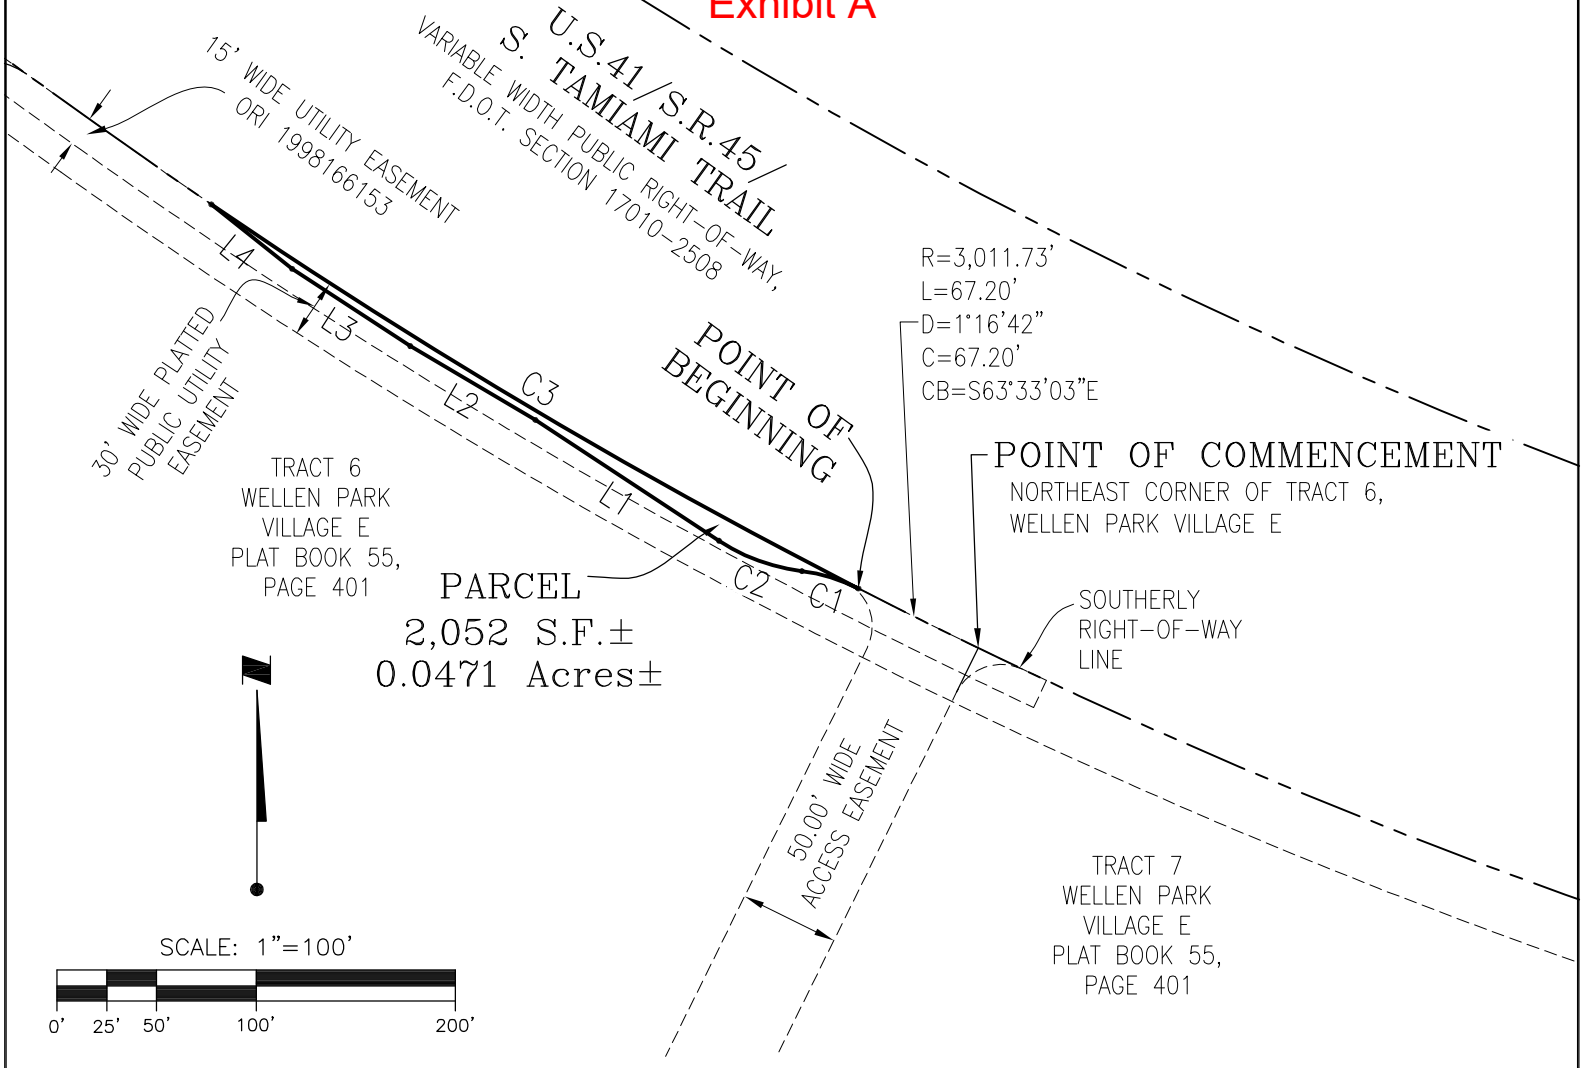 Exhibit A
U.S.41/S.R.45/
S. TAMIAMI TRAIL
VARIABLE WIDTH PUBLIC RIGHT-OF-WAY,
F.D.O.T. SECTION 17010-2508
15' WIDE UTILITY EASEMENT
ORI 1998166153
R=3,011.73'
L=67.20'
D=1°16'42"
C=67.20'
CB=S63°33'03"E
POINT OF
BEGINNING
POINT OF COMMENCEMENT
NORTHEAST CORNER OF TRACT 6,
WELLEN PARK VILLAGE E
L4
L3
L2
C3
L1
C2
C1
30' WIDE PLATTED
PUBLIC UTILITY
EASEMENT
TRACT 6
WELLEN PARK
VILLAGE E
PLAT BOOK 55,
PAGE 401
PARCEL
2,052 S.F.±
0.0471 Acres±
SOUTHERLY
RIGHT-OF-WAY
LINE
50.00' WIDE
ACCESS EASEMENT
TRACT 7
WELLEN PARK
VILLAGE E
PLAT BOOK 55,
PAGE 401
N
SCALE: 1"=100'
0' 25' 50' 100' 200'